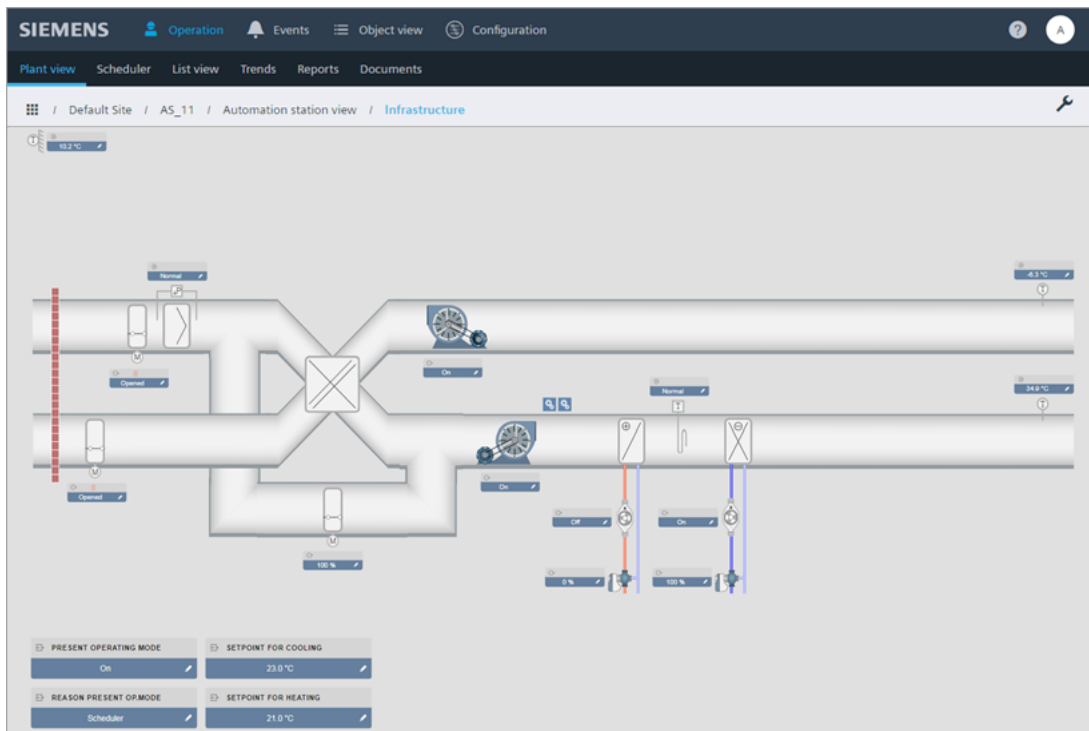 SIEMENS Operation Events Object view Configuration ? A
Plant view Scheduler List view Trends Reports Documents
/ Default Site / AS_11 / Automation station view / Infrastructure
T
10.2 °C
Normal
-6.3 °C
T
M
Opened
On
Normal
34.9 °C
T
T
M
Opened
On
Off
On
M
100 %
0 %
100 %
PRESENT OPERATING MODE SETPOINT FOR COOLING
On 23.0 °C
REASON PRESENT OP.MODE SETPOINT FOR HEATING
Scheduler 21.0 °C